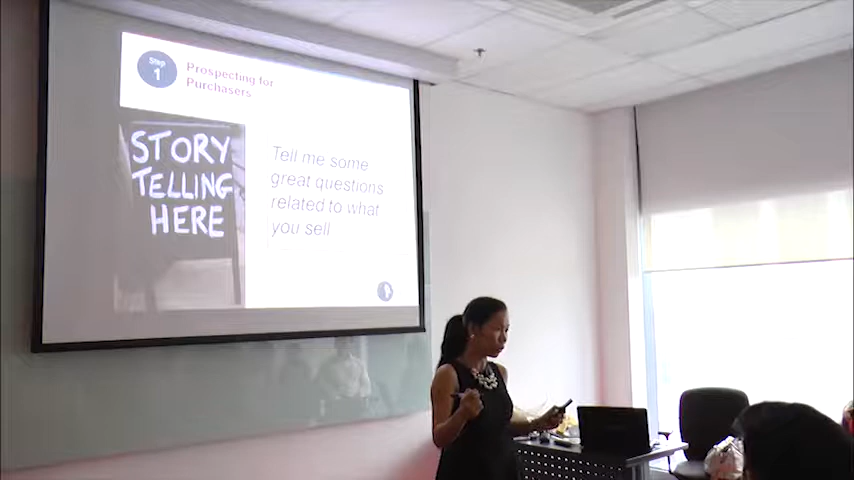 Step
1
Prospecting for
Purchasers
STORY
TELLING
HERE
Tell me some
great questions
related to what
you sell